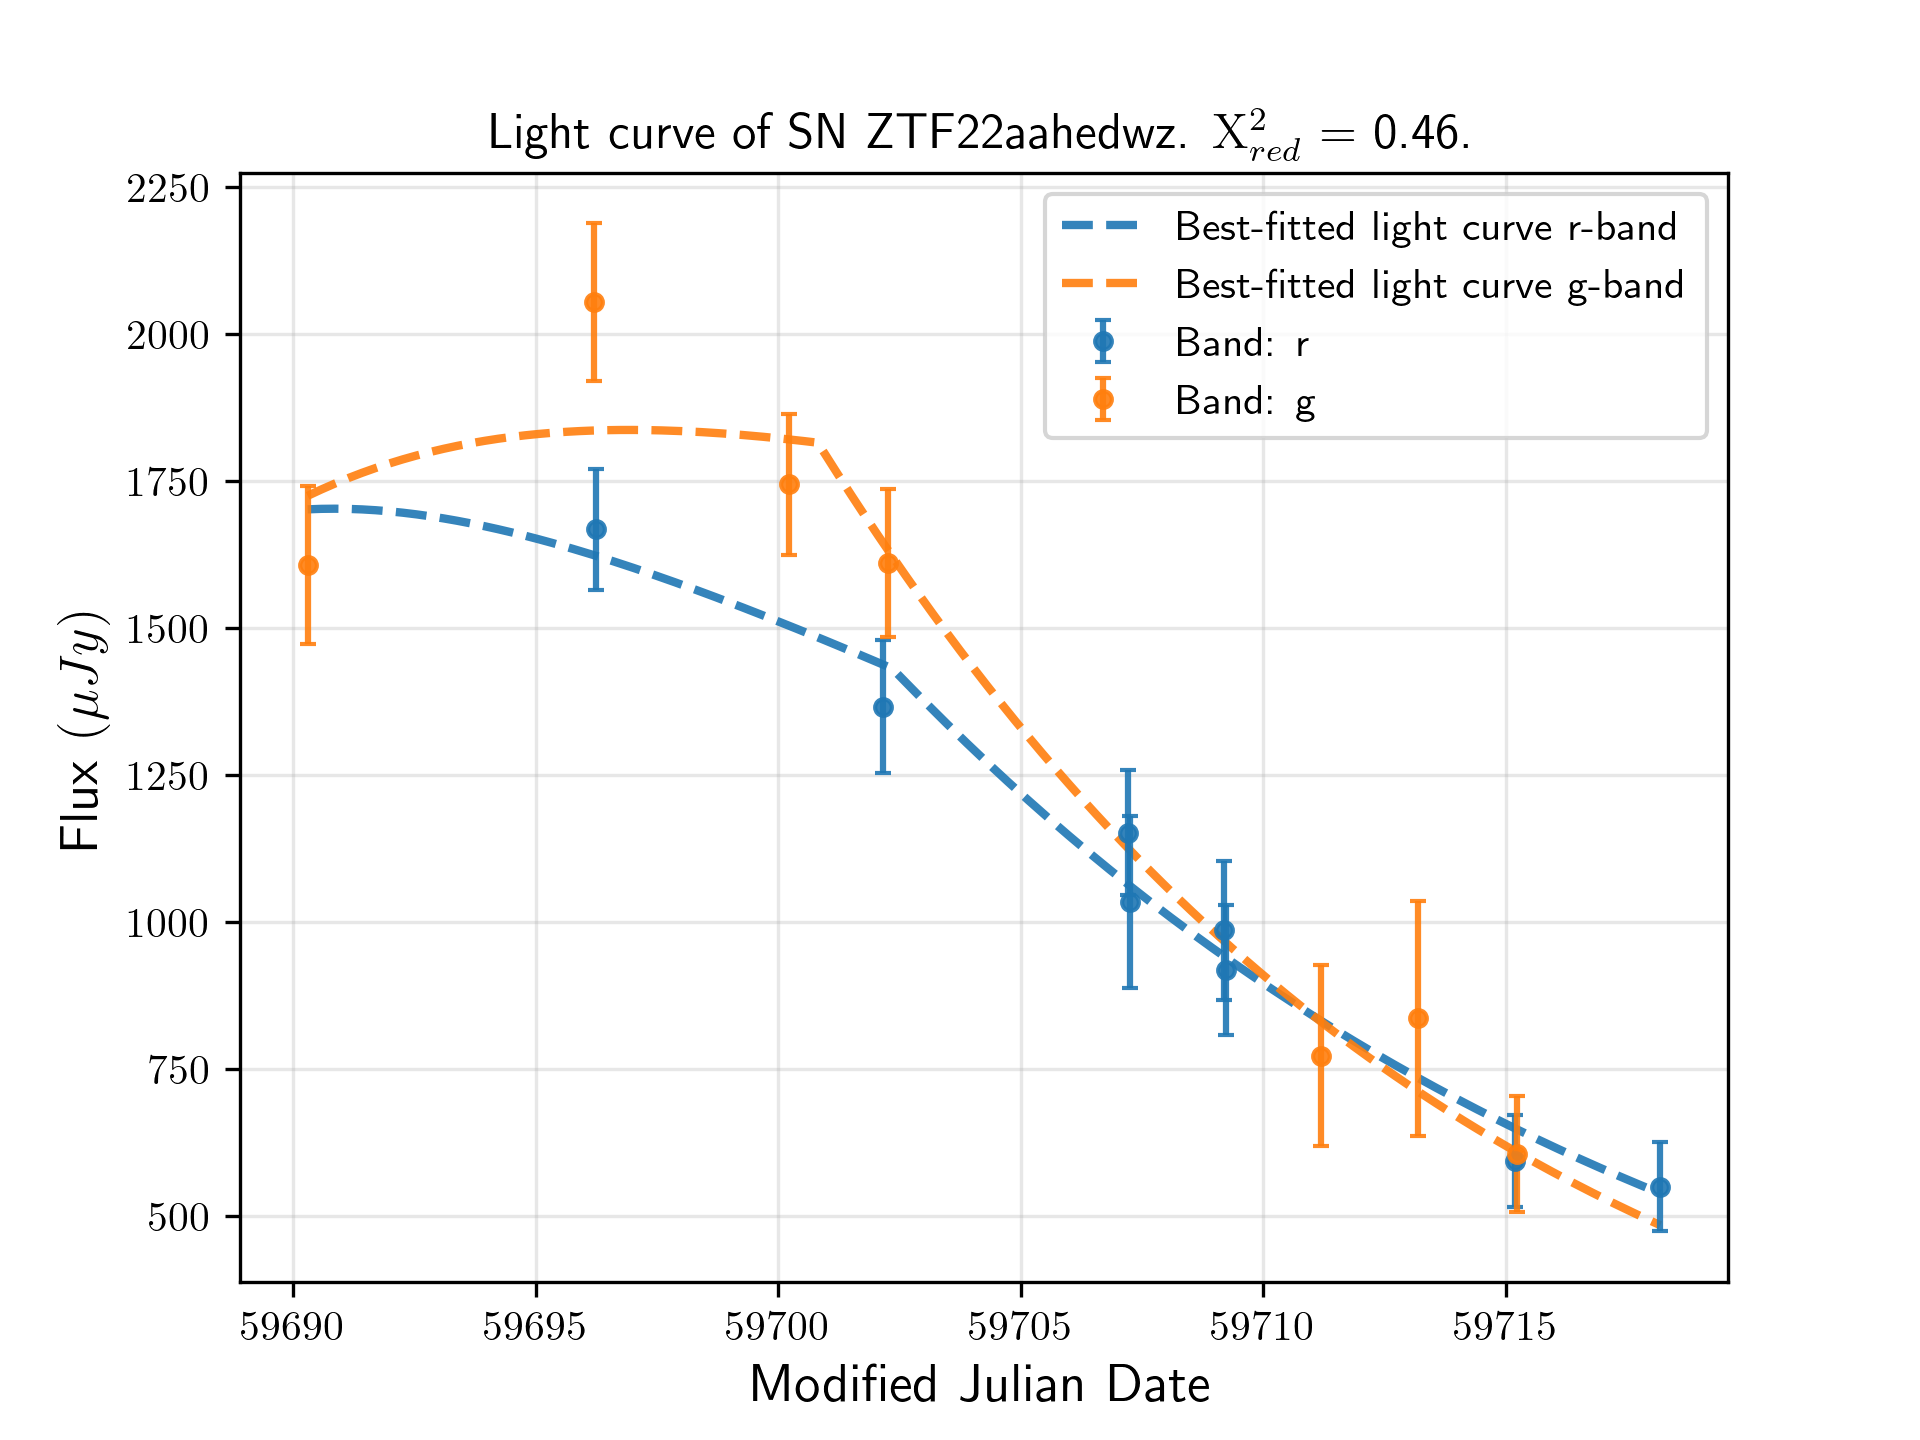 Light curve of SN ZTF22aahedwz. X²_red = 0.46.
2250
2000
1750
1500
1250
1000
750
500
Flux (μJy)
Best-fitted light curve r-band
Best-fitted light curve g-band
Band: r
Band: g
59690 59695 59700 59705 59710 59715
Modified Julian Date